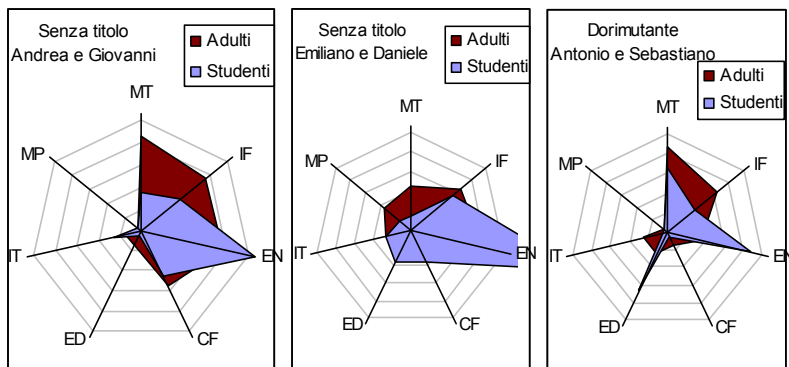 Senza titolo
Andrea e Giovanni
Adulti
Studenti
MT
IF
EN
CF
ED
IT
MP
Senza titolo
Emiliano e Daniele
Adulti
Studenti
MT
IF
EN
CF
ED
IT
MP
Dorimutante
Antonio e Sebastiano
Adulti
Studenti
MT
IF
EN
CF
ED
IT
MP